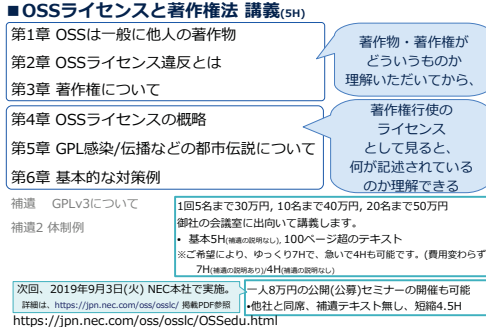 ■OSSライセンスと著作権法 講義(5H)
第1章 OSSは一般に他人の著作物
第2章 OSSライセンス違反とは
第3章 著作権について
著作物・著作権が
どういうものか
理解いただいてから、
第4章 OSSライセンスの概略
第5章 GPL感染/伝播などの都市伝説について
第6章 基本的な対策例
著作権行使の
ライセンス
として見ると、
何が記述されている
のか理解できる
補遺 GPLv3について
補遺2 体制例
1回5名まで30万円, 10名まで40万円, 20名まで50万円
御社の会議室に出向いて講義します。
• 基本5H(補遺の説明なし), 100ページ超のテキスト
※ご希望により、ゆっくり7Hで、急いで4Hも可能です。(費用変わらず)
7H(補遺の説明あり)/4H(補遺の説明なし)
次回、2019年9月3日(火) NEC本社で実施。
詳細は、https://jpn.nec.com/oss/osslc/ 掲載PDF参照
一人8万円の公開(公募)セミナーの開催も可能
•他社と同席、補遺テキスト無し、短縮4.5H
https://jpn.nec.com/oss/osslc/OSSedu.html